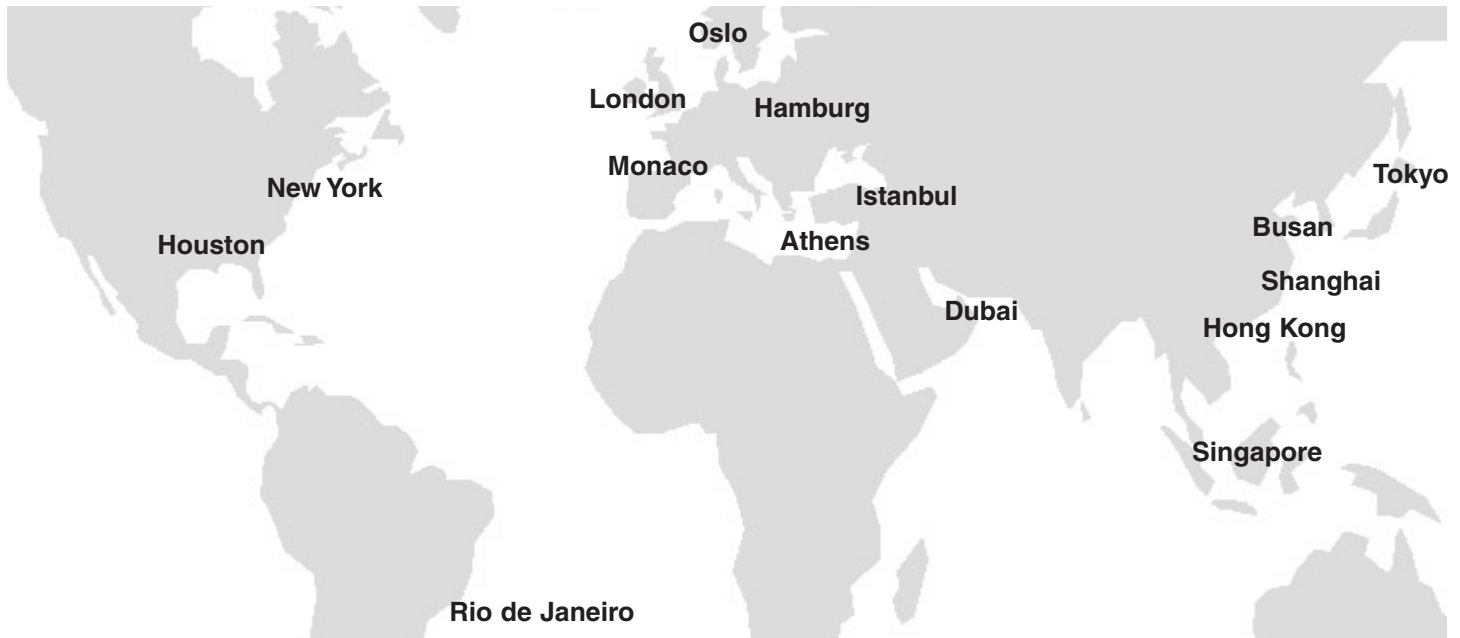 Oslo
London
Hamburg
Monaco
Tokyo
New York
Istanbul
Busan
Athens
Houston
Shanghai
Dubai
Hong Kong
Singapore
Rio de Janeiro